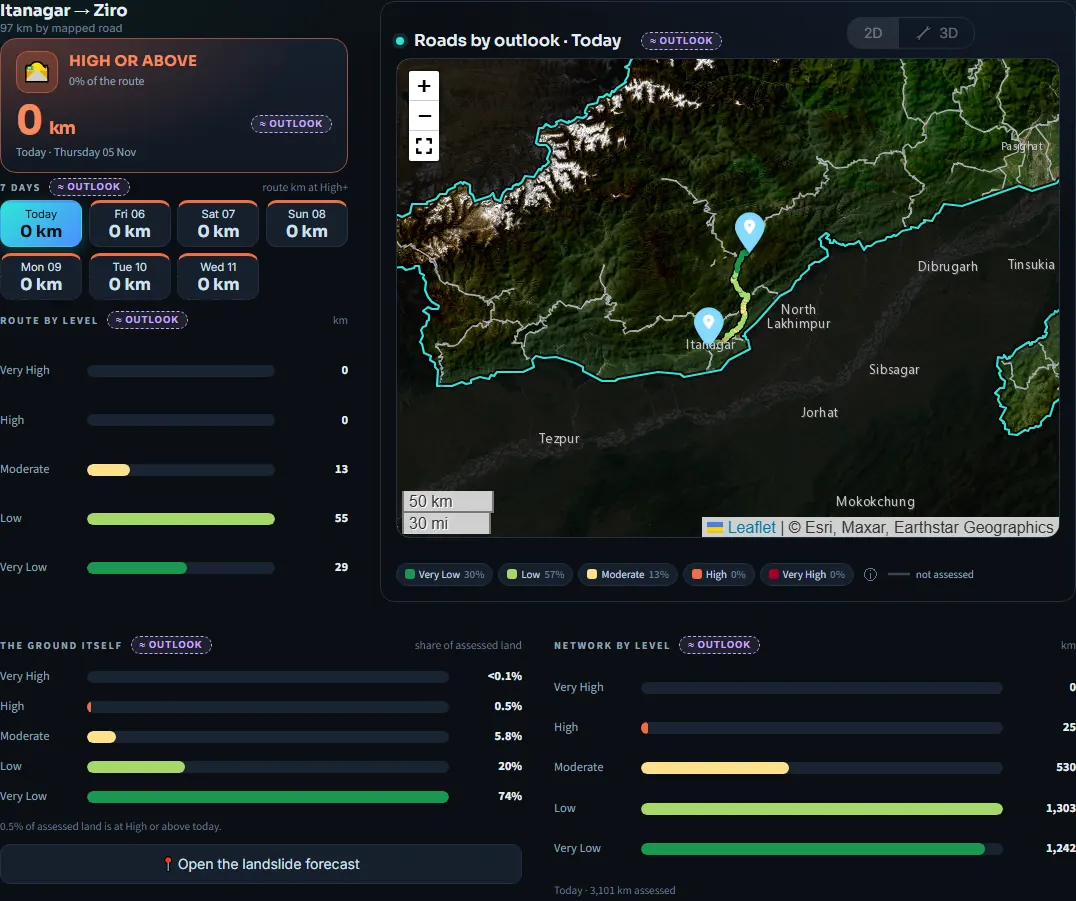 Itanagar → Ziro
97 km by mapped road
HIGH OR ABOVE
0% of the route
0 km
≈ OUTLOOK
Today · Thursday 05 Nov
7 DAYS ≈ OUTLOOK route km at High+
Today
0 km
Fri 06
0 km
Sat 07
0 km
Sun 08
0 km
Mon 09
0 km
Tue 10
0 km
Wed 11
0 km
ROUTE BY LEVEL ≈ OUTLOOK km
Very High 0
High 0
Moderate 13
Low 55
Very Low 29
Roads by outlook · Today ≈ OUTLOOK
2D 3D
+
−
Pasighat
Dibrugarh
Tinsukia
North
Lakhimpur
Itanagar
Sibsagar
Jorhat
Tezpur
Mokokchung
50 km
30 mi
Leaflet | © Esri, Maxar, Earthstar Geographics
Very Low 30% Low 57% Moderate 13% High 0% Very High 0% ⓘ not assessed
THE GROUND ITSELF ≈ OUTLOOK share of assessed land
Very High <0.1%
High 0.5%
Moderate 5.8%
Low 20%
Very Low 74%
0.5% of assessed land is at High or above today.
Open the landslide forecast
NETWORK BY LEVEL ≈ OUTLOOK km
Very High 0
High 25
Moderate 530
Low 1,303
Very Low 1,242
Today · 3,101 km assessed